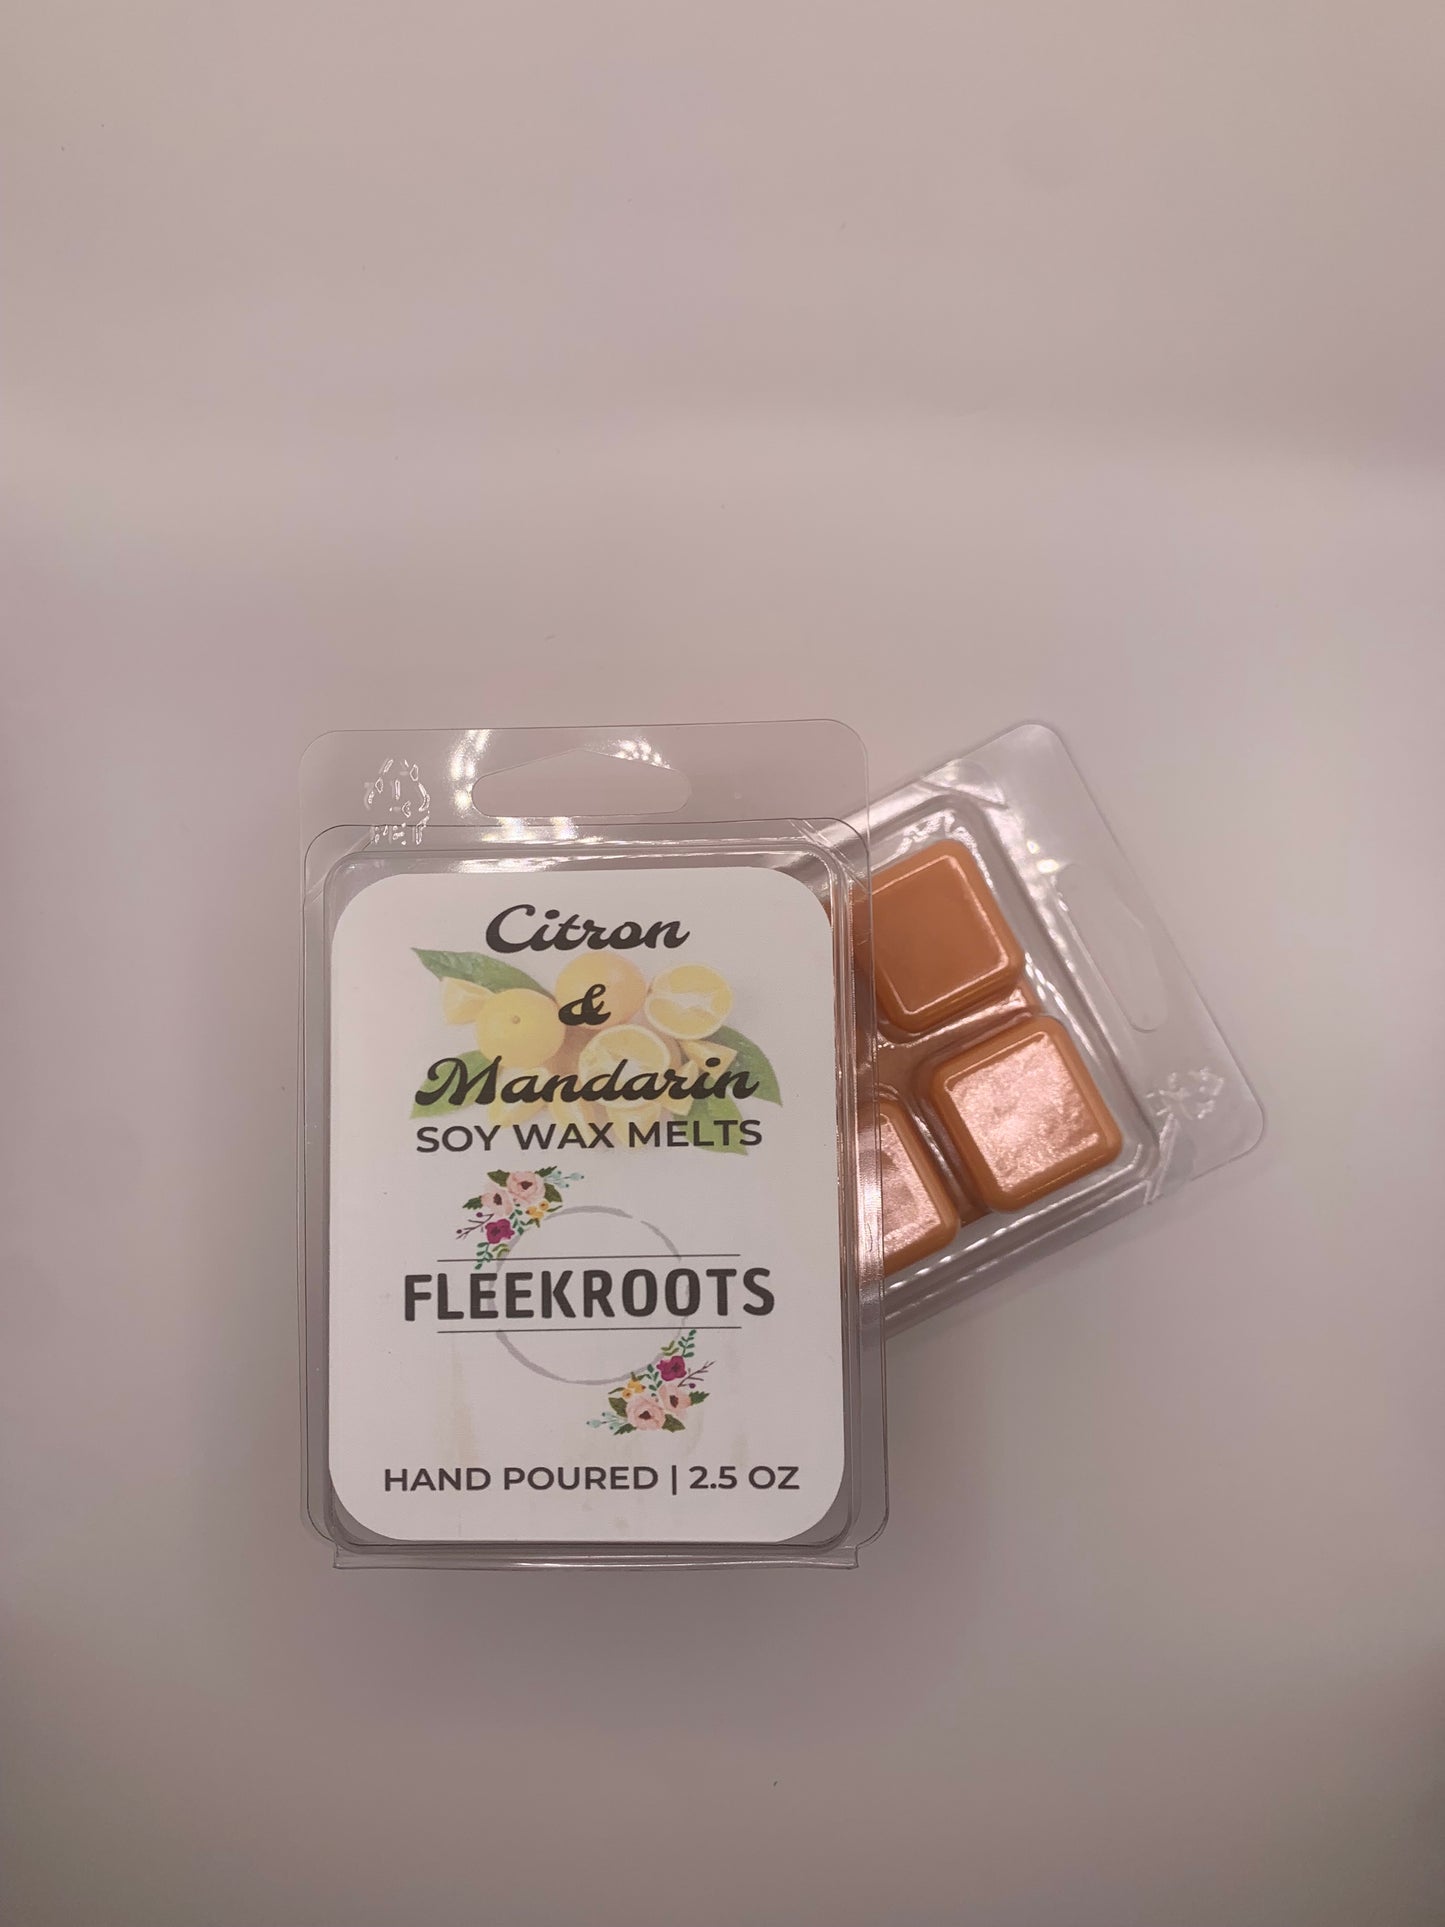 Citron
&
Mandarin
SOY WAX MELTS
FLEEKROOTS
HAND POURED | 2.5 OZ